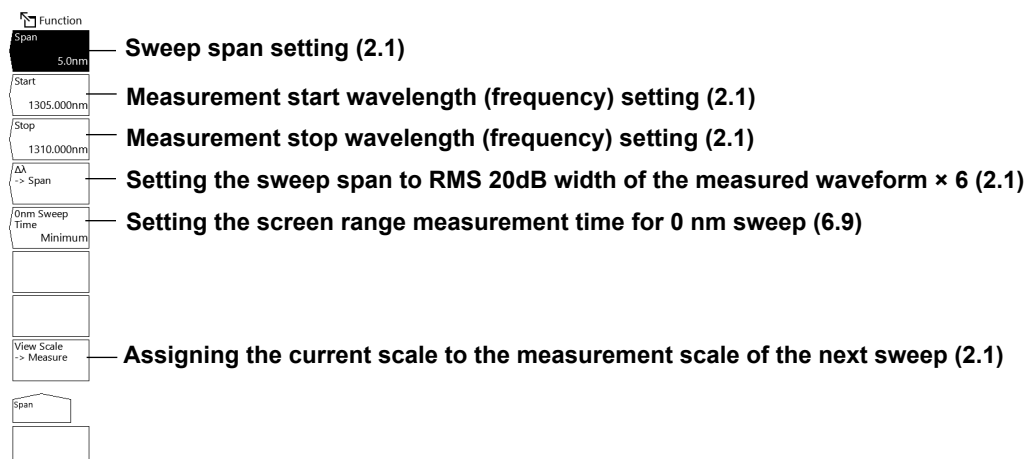 Function
Span
5.0nm
Sweep span setting (2.1)
Start
1305.000nm
Measurement start wavelength (frequency) setting (2.1)
Stop
1310.000nm
Measurement stop wavelength (frequency) setting (2.1)
Δλ
-> Span
Setting the sweep span to RMS 20dB width of the measured waveform × 6 (2.1)
0nm Sweep
Time
Minimum
Setting the screen range measurement time for 0 nm sweep (6.9)
View Scale
-> Measure
Assigning the current scale to the measurement scale of the next sweep (2.1)
Span